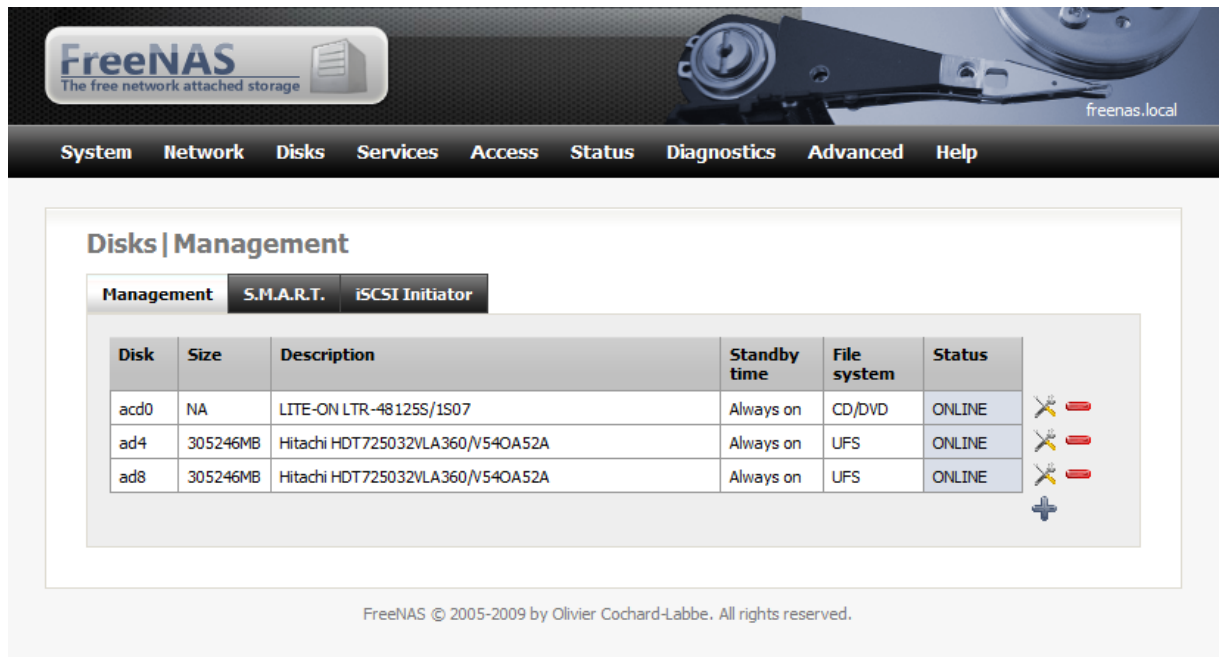 FreeNAS
The free network attached storage
freenas.local
System Network Disks Services Access Status Diagnostics Advanced Help
Disks|Management
Management S.M.A.R.T. iSCSI Initiator
Disk Size Description Standby time File system Status
acd0 NA LITE-ON LTR-48125S/1S07 Always on CD/DVD ONLINE
ad4 305246MB Hitachi HDT725032VLA360/V54OA52A Always on UFS ONLINE
ad8 305246MB Hitachi HDT725032VLA360/V54OA52A Always on UFS ONLINE
FreeNAS © 2005-2009 by Olivier Cochard-Labbe. All rights reserved.